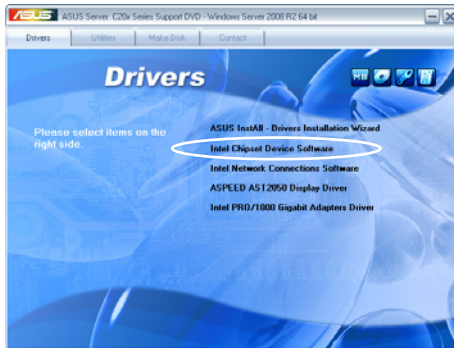 ASUS Server C20x Series Support DVD - Windows Server 2008 R2 64 bit
Drivers Utilities Make Disk Contact
Drivers
MB
Please select items on the
right side.
ASUS InstAll - Drivers Installation Wizard
Intel Chipset Device Software
Intel Network Connections Software
ASPEED AST2050 Display Driver
Intel PRO/1000 Gigabit Adapters Driver